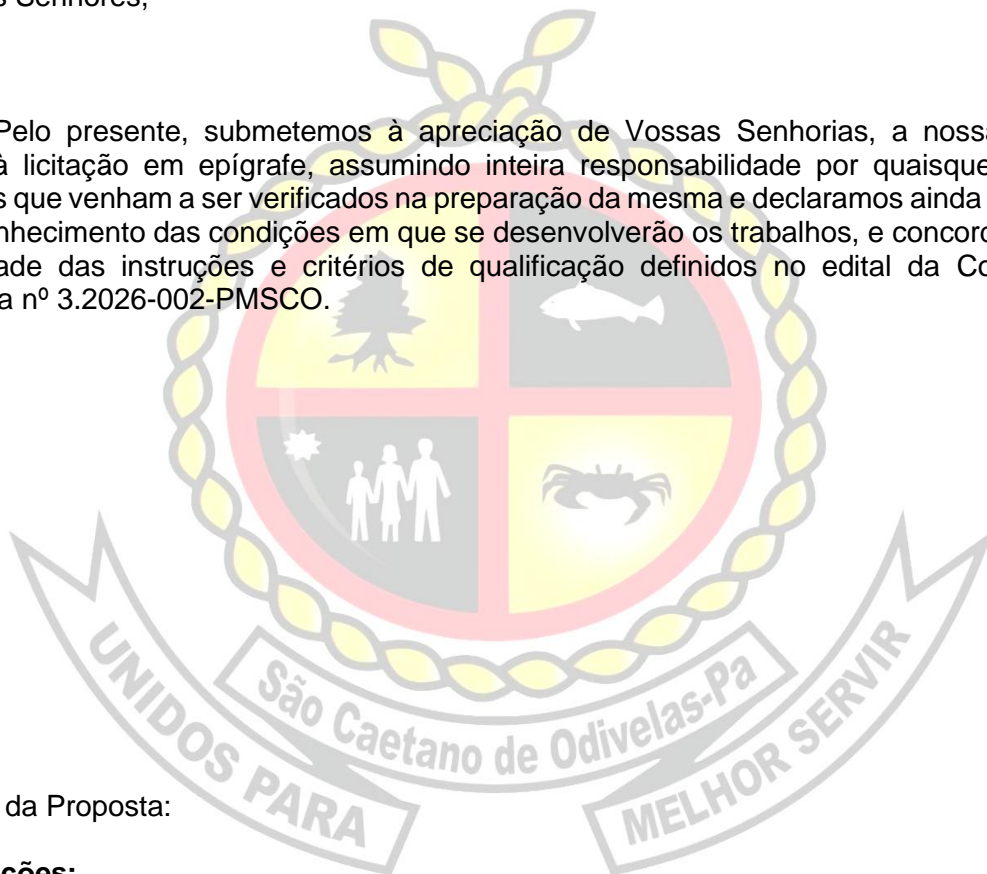 s Senhores,
Pelo presente, submetemos à apreciação de Vossas Senhorias, a nossa
à licitação em epígrafe, assumindo inteira responsabilidade por quaisque
s que venham a ser verificados na preparação da mesma e declaramos ainda
nhecimento das condições em que se desenvolverão os trabalhos, e concord
ade das instruções e critérios de qualificação definidos no edital da Co
a nº 3.2026-002-PMSCO.
São Caetano de Odivelas-Pa
UNIDOS PARA MELHOR SERVIR
da Proposta:
ções: